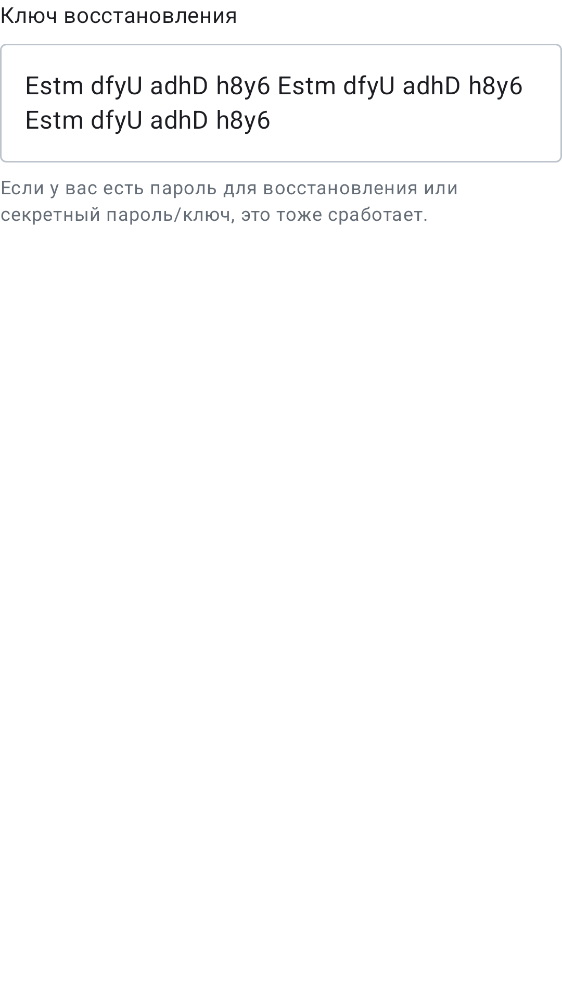 Ключ восстановления
Estm dfyU adhD h8y6 Estm dfyU adhD h8y6
Estm dfyU adhD h8y6
Если у вас есть пароль для восстановления или
секретный пароль/ключ, это тоже сработает.